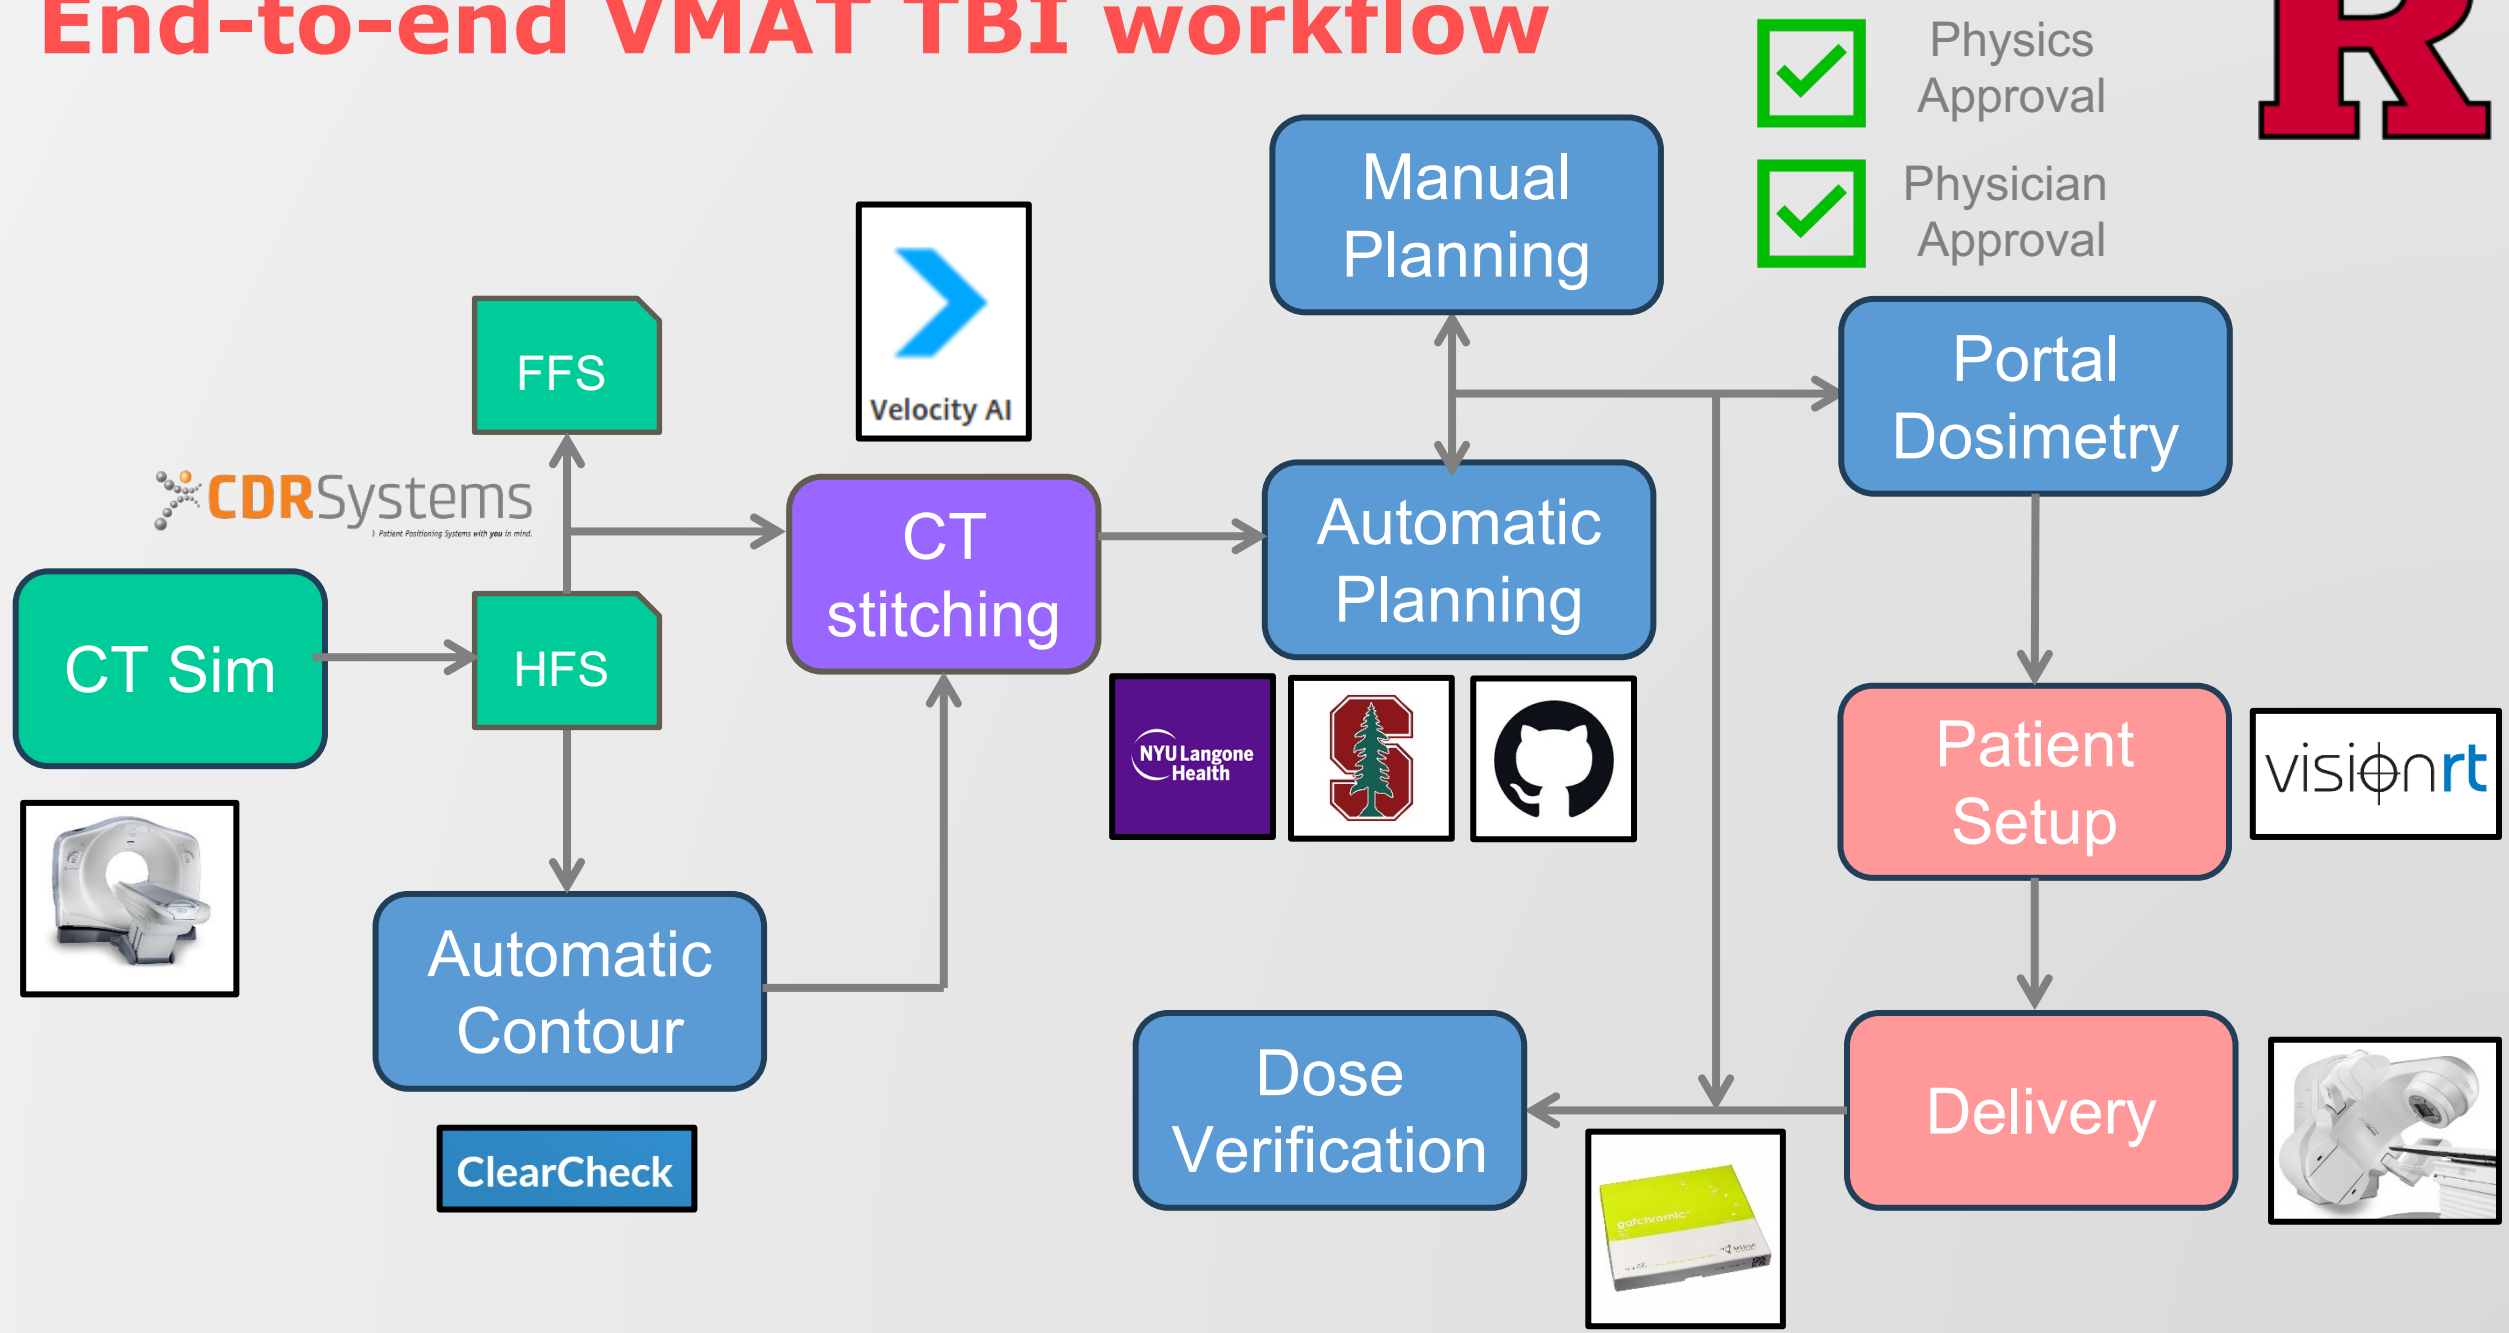 End-to-end VMAT TBI workflow
Physics
Approval
Physician
Approval
Manual
Planning
Velocity AI
FFS
Portal
Dosimetry
CDRSystems
Patient Positioning Systems with you in mind.
CT
stitching
Automatic
Planning
CT Sim
HFS
NYU Langone
Health
S
Patient
Setup
visionrt
Automatic
Contour
Dose
Verification
Delivery
ClearCheck
gafchromic
R